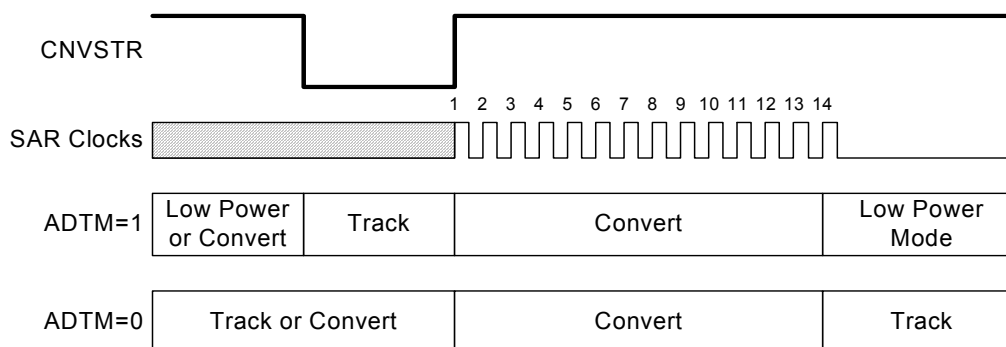 CNVSTR
1 2 3 4 5 6 7 8 9 10 11 12 13 14
SAR Clocks
ADTM=1
Low Power
or Convert
Track
Convert
Low Power
Mode
ADTM=0
Track or Convert
Convert
Track